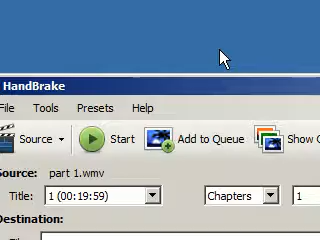 HandBrake
File Tools Presets Help
Source Start Add to Queue Show
Source: part 1.wmv
Title: 1 (00:19:59) Chapters 1
Destination: